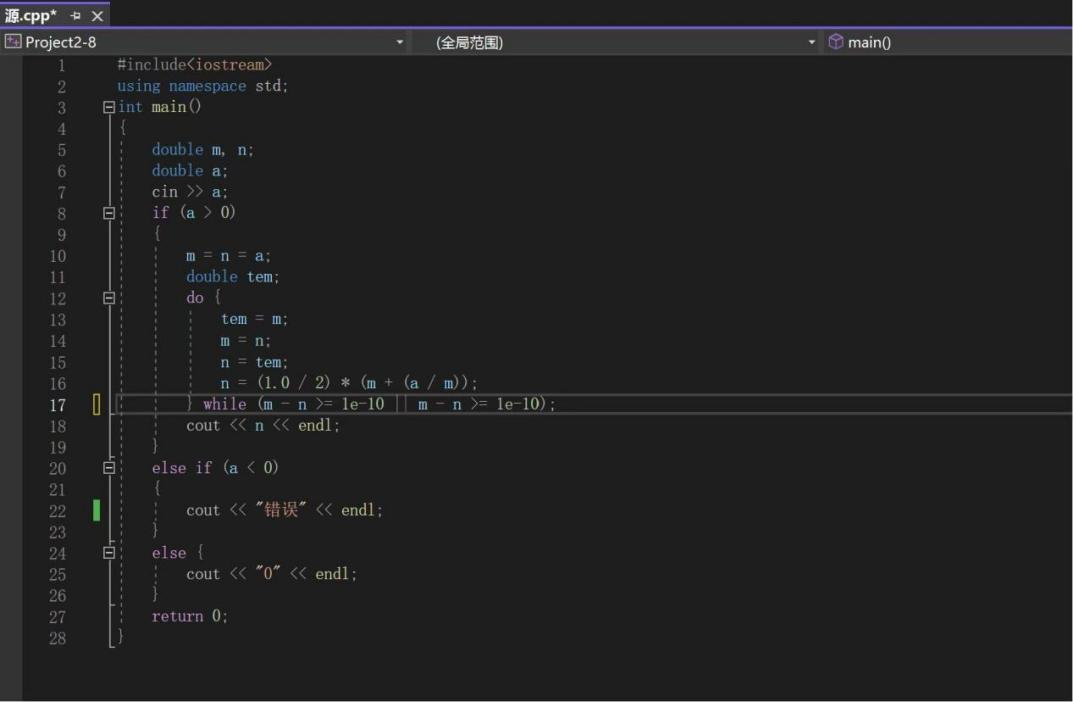 源.cpp*
Project2-8 (全局范围) main()
1 #include<iostream>
2 using namespace std;
3 int main()
4 {
5 double m, n;
6 double a;
7 cin >> a;
8 if (a > 0)
9 {
10 m = n = a;
11 double tem;
12 do {
13 tem = m;
14 m = n;
15 n = tem;
16 n = (1.0 / 2) * (m + (a / m));
17 } while (m - n >= 1e-10 || m - n >= 1e-10);
18 cout << n << endl;
19 }
20 else if (a < 0)
21 {
22 cout << "错误" << endl;
23 }
24 else {
25 cout << "0" << endl;
26 }
27 return 0;
28 }